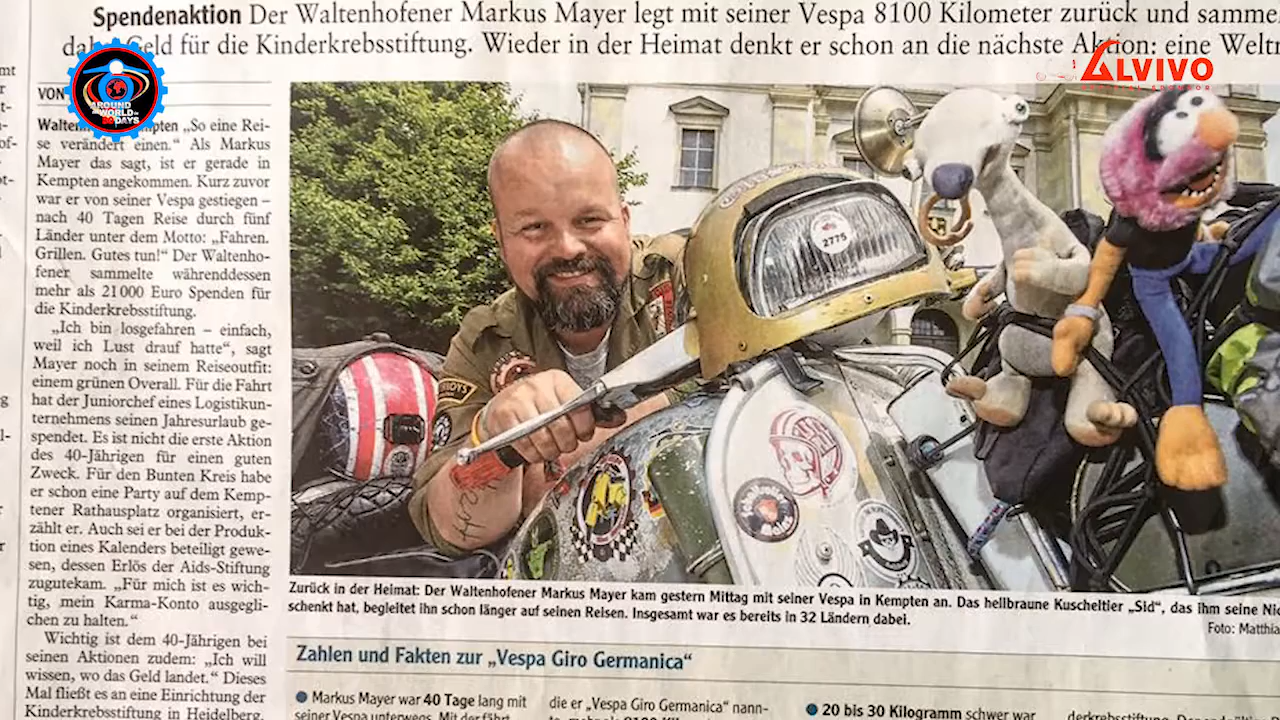 Spendenaktion Der Waltenhofener Markus Mayer legt mit seiner Vespa 8100 Kilometer zurück und samme
Geld für die Kinderkrebsstiftung. Wieder in der Heimat denkt er schon an die nächste Aktion: eine Weltr
AROUND
THE WORLD in
80 DAYS
ALVIVO
OFFICIAL SPONSOR
VON
„So eine Rei-
se verändert einen.“ Als Markus
Mayer das sagt, ist er gerade in
Kempten angekommen. Kurz zuvor
war er von seiner Vespa gestiegen –
nach 40 Tagen Reise durch fünf
Länder unter dem Motto: „Fahren.
Grillen. Gutes tun!“ Der Waltenho-
fener sammelte währenddessen
mehr als 21 000 Euro Spenden für
die Kinderkrebsstiftung.
„Ich bin losgefahren – einfach,
weil ich Lust drauf hatte“, sagt
Mayer noch in seinem Reiseoutfit:
einem grünen Overall. Für die Fahrt
hat der Juniorchef eines Logistikun-
ternehmens seinen Jahresurlaub ge-
spendet. Es ist nicht die erste Aktion
des 40-Jährigen für einen guten
Zweck. Für den Bunten Kreis habe
er schon eine Party auf dem Kemp-
tener Rathausplatz organisiert, er-
zählt er. Auch sei er bei der Produk-
tion eines Kalenders beteiligt gewe-
sen, dessen Erlös der Aids-Stiftung
zugutekam. „Für mich ist es wich-
tig, mein Karma-Konto ausgegli-
chen zu halten.“
Wichtig ist dem 40-Jährigen bei
seinen Aktionen zudem: „Ich will
wissen, wo das Geld landet.“ Dieses
Mal fließt es an eine Einrichtung der
Kinderkrebsstiftung in Heidelberg.
2775
Zurück in der Heimat: Der Waltenhofener Markus Mayer kam gestern Mittag mit seiner Vespa in Kempten an. Das hellbraune Kuscheltier „Sid“, das ihm seine Nic
schenkt hat, begleitet ihn schon länger auf seinen Reisen. Insgesamt war es bereits in 32 Ländern dabei.
Foto: Matthia
Zahlen und Fakten zur „Vespa Giro Germanica“
● Markus Mayer war 40 Tage lang mit
seiner Vespa unterwegs. Mit der fährt
die er „Vespa Giro Germanica“ nann-
te, mehr als 8100
● 20 bis 30 Kilogramm schwer war
derkrebsstiftung.